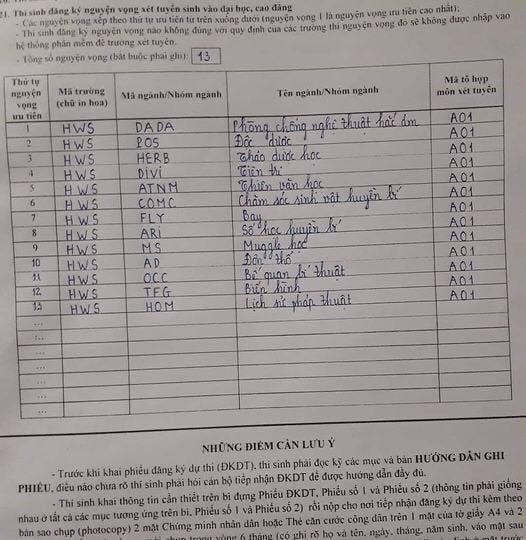 21. Thí sinh đăng ký nguyện vọng xét tuyển sinh vào đại học, cao đẳng
- Các nguyện vọng xếp theo thứ tự ưu tiên từ trên xuống dưới (nguyện vọng 1 là nguyện vọng ưu tiên cao nhất);
- Thí sinh đăng ký nguyện vọng nào không đúng với quy định của các trường thì nguyện vọng đó sẽ không được nhập vào
hệ thống phần mềm để trường xét tuyển.
- Tổng số nguyện vọng (bắt buộc phải ghi): 13
Thứ tự nguyện vọng ưu tiên Mã trường (chữ in hoa) Mã ngành/Nhóm ngành Tên ngành/Nhóm ngành Mã tổ hợp môn xét tuyển
1 HWS DADA Phòng chống nghệ thuật hắc ám A01
2 HWS POS Độc dược A01
3 HWS HERB Thảo dược học A01
4 HWS DIVI Tiên tri A01
5 HWS ATNM Thiên văn học A01
6 HWS COMC Chăm sóc sinh vật huyền bí A01
7 HWS FLY Bay A01
8 HWS ARI Số học huyền bí A01
9 HWS MS Muggle học A01
10 HWS AD Độn thổ A01
11 HWS OCC Bế quan bí thuật A01
12 HWS TFG Biến hình A01
13 HWS HOM Lịch sử pháp thuật A01
...
...
...
...
...
...
...
NHỮNG ĐIỂM CẦN LƯU Ý
- Trước khi khai phiếu đăng ký dự thi (ĐKDT), thí sinh phải đọc kỹ các mục và bản HƯỚNG DẪN GHI
PHIẾU, điều nào chưa rõ thí sinh phải hỏi cán bộ tiếp nhận ĐKDT để được hướng dẫn đầy đủ.
- Thí sinh khai thông tin cần thiết trên bì đựng Phiếu ĐKDT, Phiếu số 1 và Phiếu số 2 (thông tin phải giống
nhau ở tất cả các mục tương ứng trên bì, Phiếu số 1 và Phiếu số 2) rồi nộp cho nơi tiếp nhận đăng ký dự thi kèm theo
bản sao chụp (photocopy) 2 mặt Chứng minh nhân dân hoặc Thẻ căn cước công dân trên 1 mặt của tờ giấy A4 và 2
trong vòng 6 tháng (có ghi rõ họ và tên, ngày, tháng, năm sinh, vào mặt sau